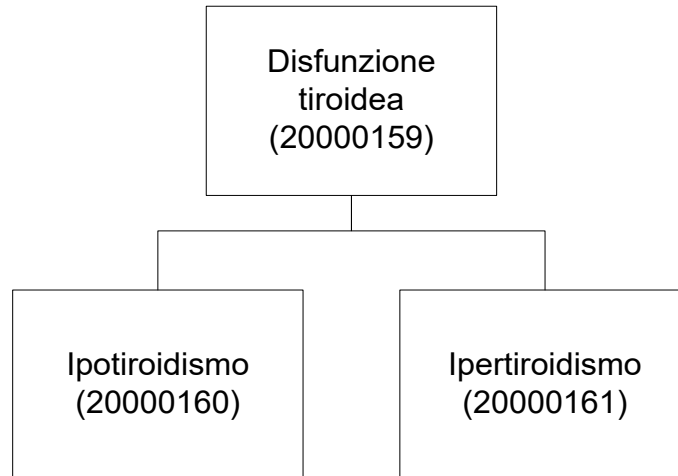 Disfunzione
tiroidea
(20000159)
Ipotiroidismo
(20000160)
Ipertiroidismo
(20000161)